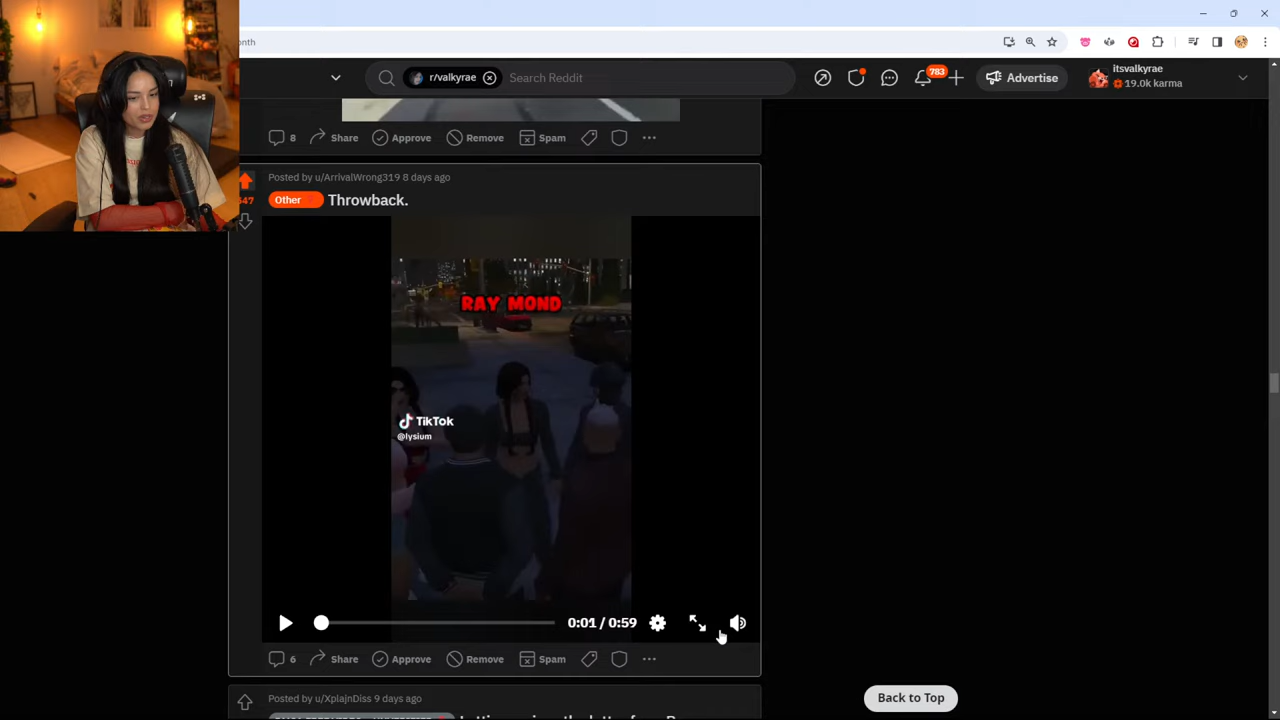 onth
r/valkyrae
Search Reddit
783
Advertise
itsvalkyrae
19.0k karma
8
Share
Approve
Remove
Spam
Posted by u/ArrivalWrong319 8 days ago
547
Other
Throwback.
RAY MOND
TikTok
@lysium
0:01 / 0:59
6
Share
Approve
Remove
Spam
Back to Top
Posted by u/XplajnDiss 9 days ago